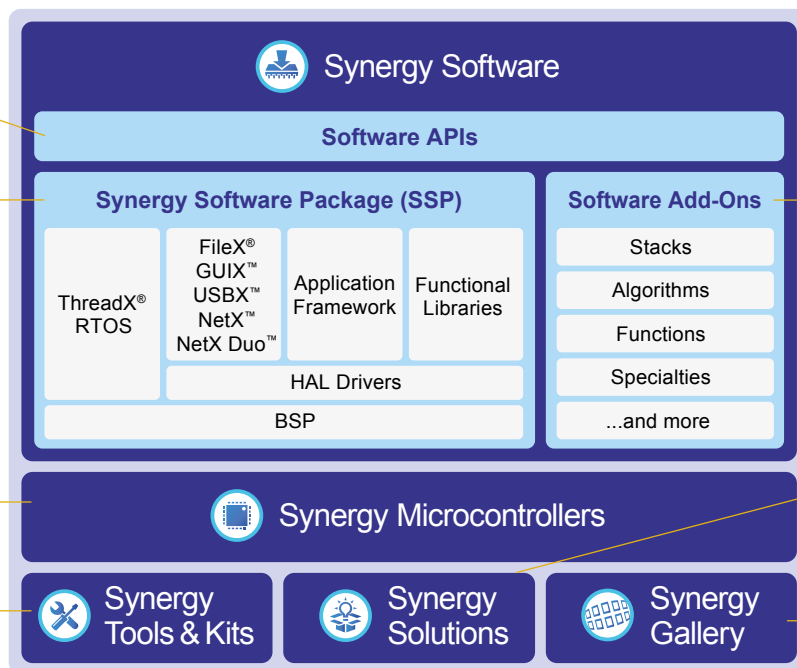 Synergy Software
Software APIs
Synergy Software Package (SSP)
ThreadX®
RTOS
FileX®
GUIX™
USBX™
NetX™
NetX Duo™
Application
Framework
Functional
Libraries
HAL Drivers
BSP
Software Add-Ons
Stacks
Algorithms
Functions
Specialties
...and more
Synergy Microcontrollers
Synergy
Tools & Kits
Synergy
Solutions
Synergy
Gallery